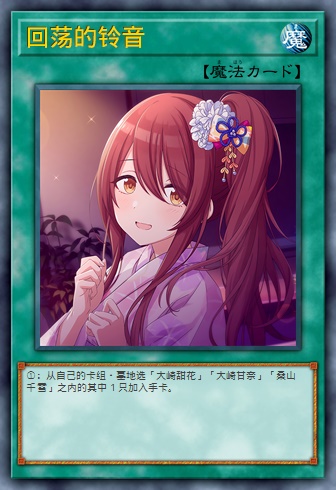 回荡的铃音
魔
【魔法カード】
①：从自己的卡组·墓地选「大崎甜花」「大崎甘奈」「桑山
千雪」之内的其中１只加入手卡。